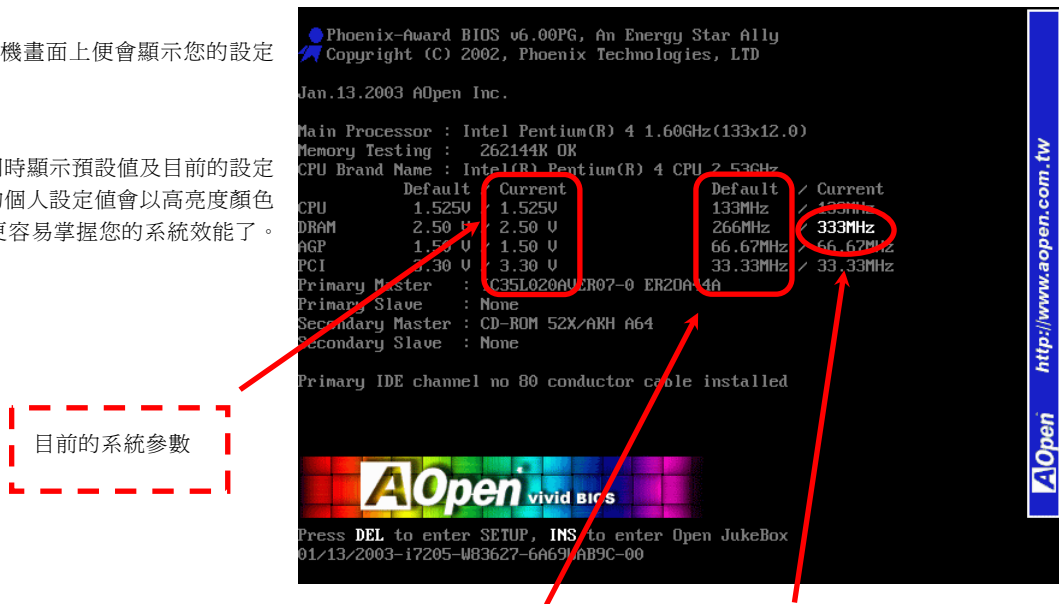 機畫面上便會顯示您的設定
時顯示預設值及目前的設定
個人設定值會以高亮度顏色
更容易掌握您的系統效能了。
目前的系統參數
Phoenix-Award BIOS v6.00PG, An Energy Star Ally
Copyright (C) 2002, Phoenix Technologies, LTD
Jan.13.2003 AOpen Inc.
Main Processor : Intel Pentium(R) 4 1.60GHz(133x12.0)
Memory Testing : 262144K OK
CPU Brand Name : Intel(R) Pentium(R) 4 CPU 2.53GHz
Default / Current Default / Current
CPU 1.525V / 1.525V 133MHz / 133MHz
DRAM 2.50 V / 2.50 V 266MHz / 333MHz
AGP 1.50 V / 1.50 V 66.67MHz / 66.67MHz
PCI 3.30 V / 3.30 V 33.33MHz / 33.33MHz
Primary Master : IC35L020AVER07-0 ER2OA44A
Primary Slave : None
Secondary Master : CD-ROM 52X/AKH A64
Secondary Slave : None
Primary IDE channel no 80 conductor cable installed
AOpen vivid BIOS
Press DEL to enter SETUP, INS to enter Open JukeBox
01/13/2003-i7205-W83627-6A69VAB9C-00
AOpen http://www.aopen.com.tw